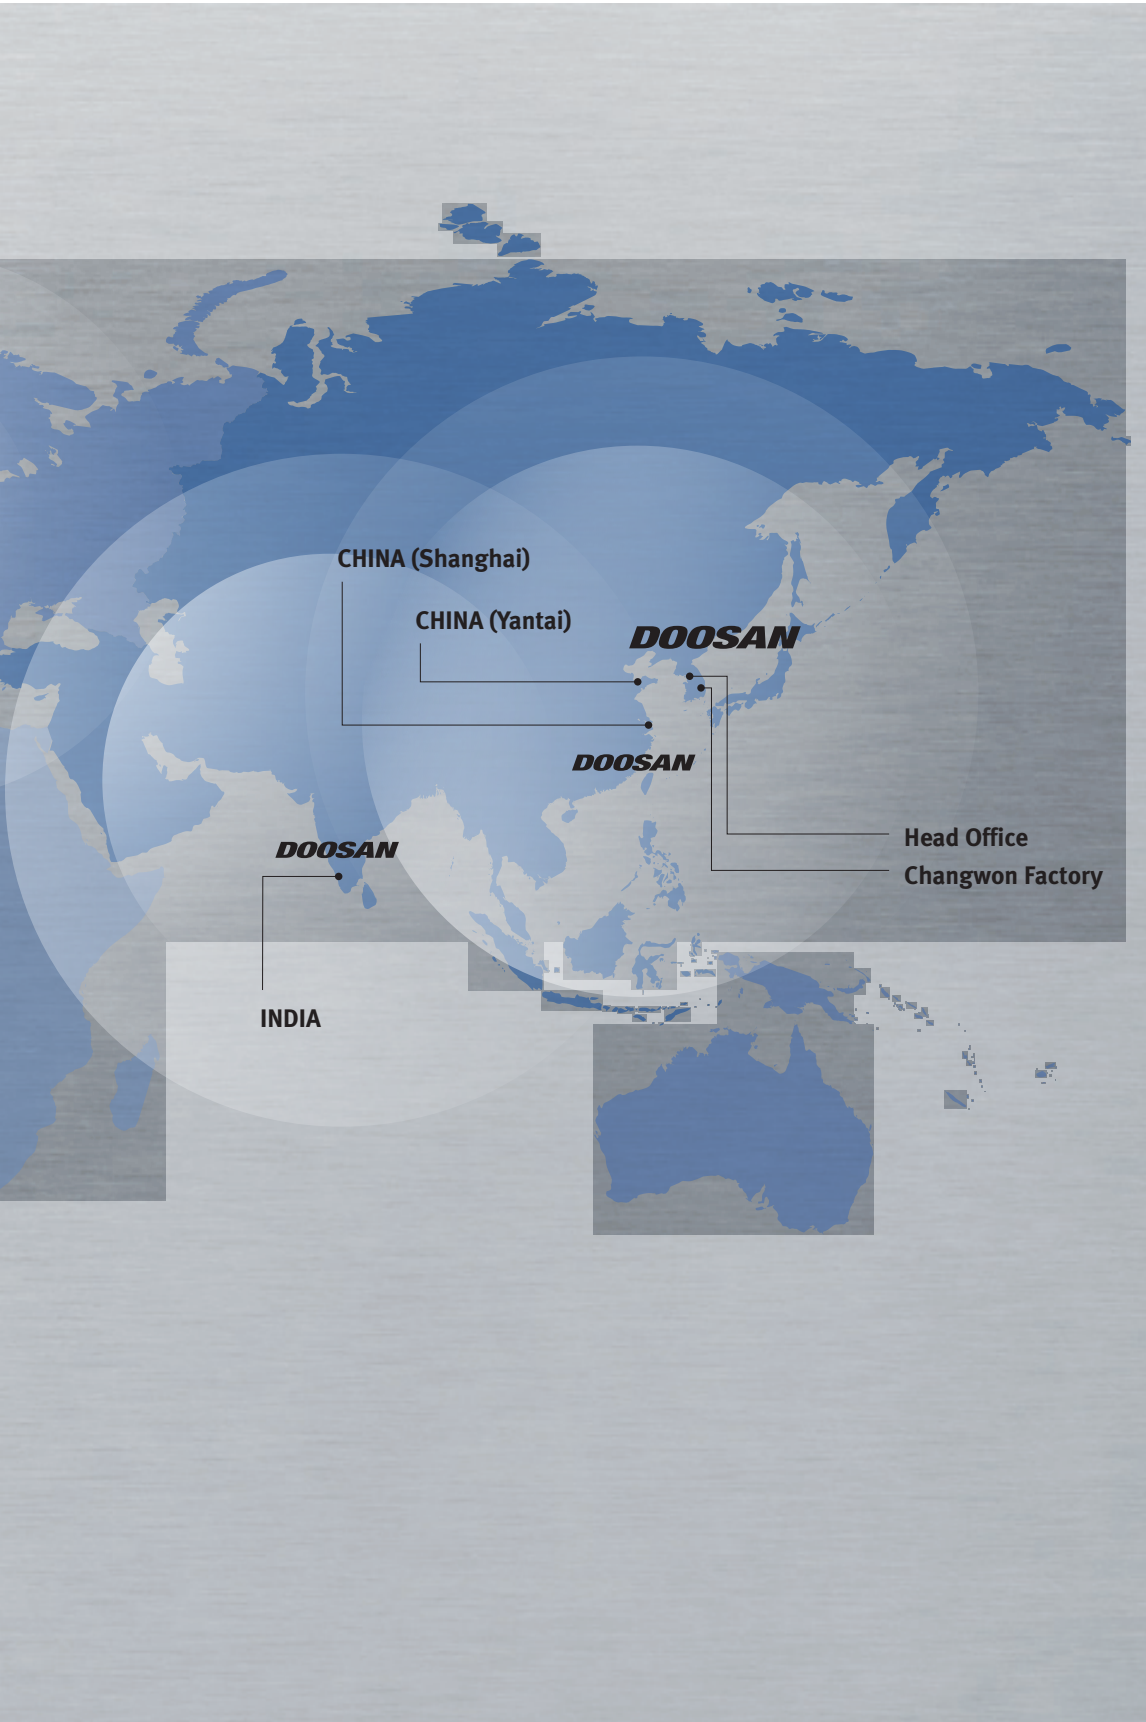 CHINA (Shanghai)
CHINA (Yantai)
DOOSAN
DOOSAN
Head Office
DOOSAN
Changwon Factory
INDIA